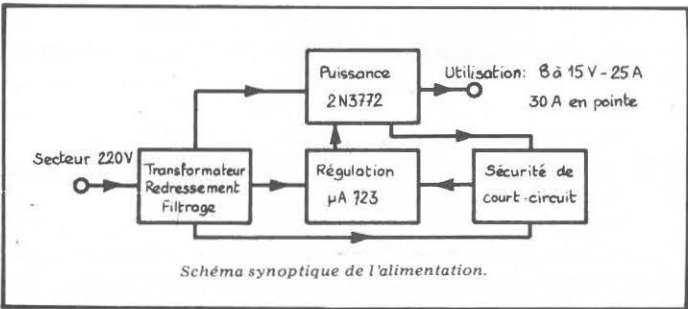 Puissance
2N3772
Utilisation: 8 à 15 V - 25 A
30 A en pointe
Secteur 220V
Transformateur
Redressement
Filtrage
Régulation
µA 723
Sécurité de
court-circuit
Schéma synoptique de l'alimentation.